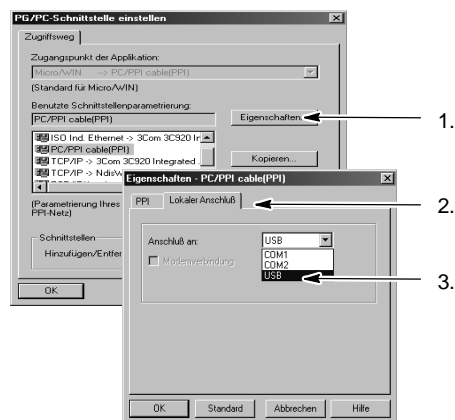 PG/PC-Schnittstelle einstellen
Zugriffsweg
Zugangspunkt der Applikation:
Micro/WIN --> PC/PPI cable(PPI)
(Standard für Micro/WIN)
Benutzte Schnittstellenparametrierung:
PC/PPI cable(PPI)
Eigenschaften...
1.
ISO Ind. Ethernet -> 3Com 3C920 Ir
PC/PPI cable(PPI)
TCP/IP -> 3Com 3C920 Integrated
Kopieren...
TCP/IP -> NdisW
(Parametrierung Ihres
PPI-Netz)
Schnittstellen
Hinzufügen/Entfer
OK
Eigenschaften - PC/PPI cable(PPI)
PPI
Lokaler Anschluß
2.
Anschluß an:
USB
Modemverbindung
COM1
COM2
USB
3.
OK
Standard
Abbrechen
Hilfe